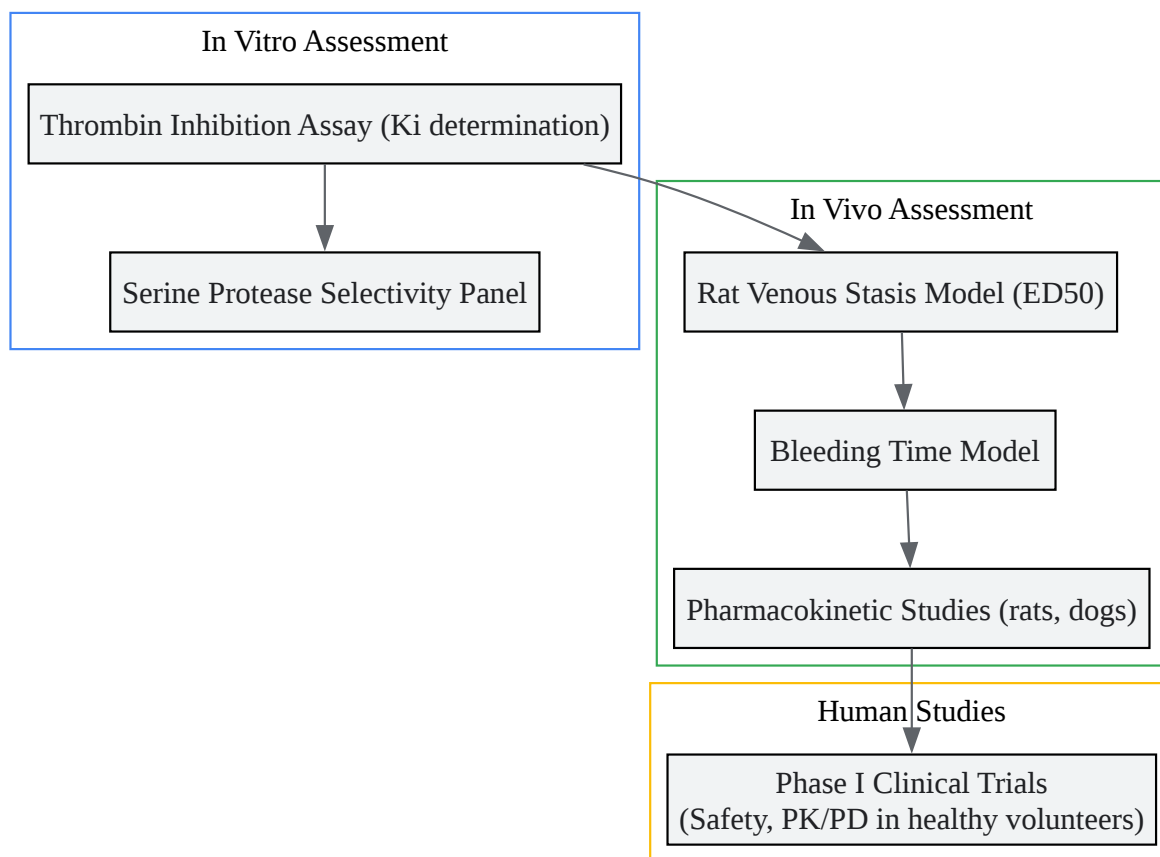 In Vitro Assessment
Thrombin Inhibition Assay (Ki determination)
Serine Protease Selectivity Panel
In Vivo Assessment
Rat Venous Stasis Model (ED50)
Bleeding Time Model
Pharmacokinetic Studies (rats, dogs)
Human Studies
Phase I Clinical Trials
(Safety, PK/PD in healthy volunteers)